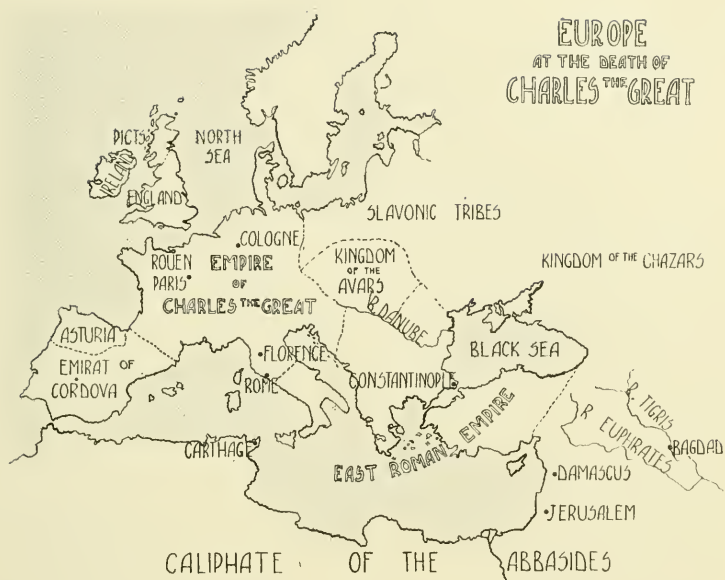 EUROPE
AT THE DEATH OF
CHARLES THE GREAT
PICTS
NORTH
SEA
IRELAND
ENGLAND
SLAVONIC TRIBES
COLOGNE
ROUEN
PARIS
EMPIRE
OF
CHARLES THE GREAT
KINGDOM
OF THE
AVARS
R. DANUBE
KINGDOM OF THE CHAZARS
ASTURIA
EMIRAT OF
CORDOVA
FLORENCE
ROME
BLACK SEA
CONSTANTINOPLE
CARTHAGE
EAST ROMAN EMPIRE
R. TIGRIS
R EUPHRATES
BAGDAD
DAMASCUS
JERUSALEM
CALIPHATE OF THE ABBASIDES